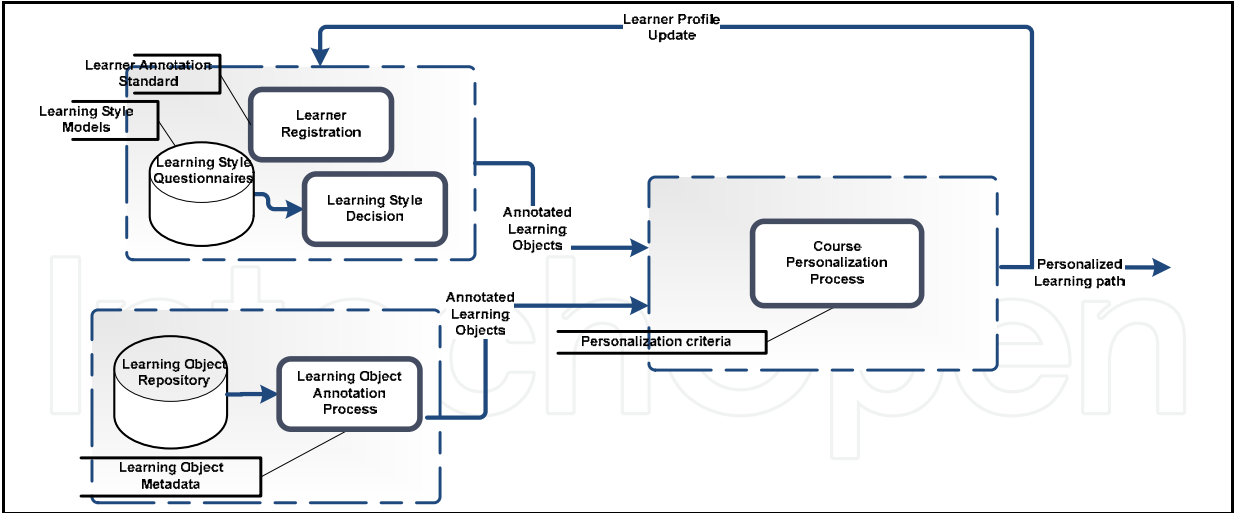 Learner Profile
Update
Learner Annotation
Standard
Learning Style
Models
Learner
Registration
Learning Style
Questionnaires
Learning Style
Decision
Annotated
Learning
Objects
Course
Personalization
Process
Personalized
Learning path
Annotated
Learning
Objects
Personalization criteria
Learning Object
Repository
Learning Object
Annotation
Process
Learning Object
Metadata
IntechOpen